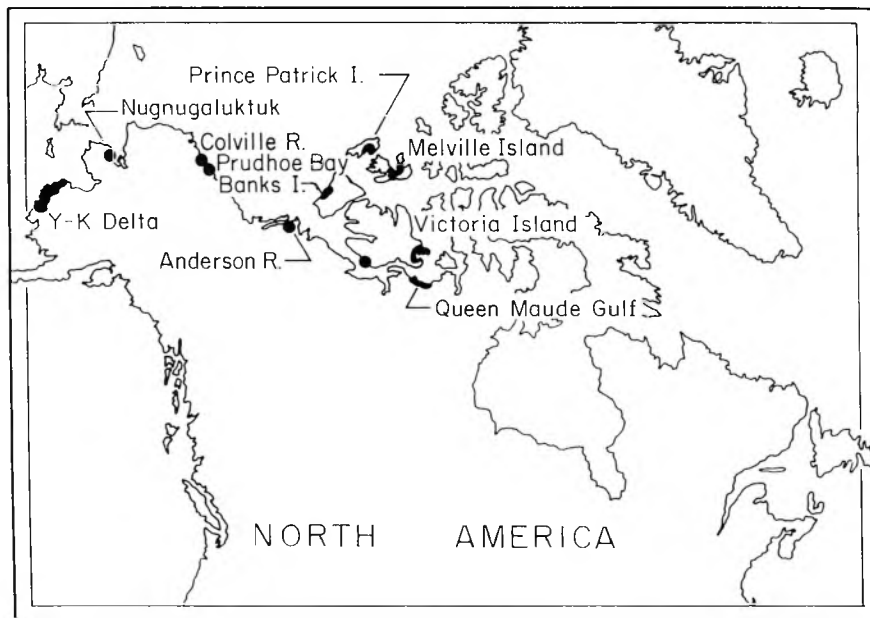 Prince Patrick I.
Nugnugaluktuk
Colville R.
Prudhoe Bay
Melville Island
Banks I.
Y-K Delta
Victoria Island
Anderson R.
Queen Maude Gulf
NORTH AMERICA